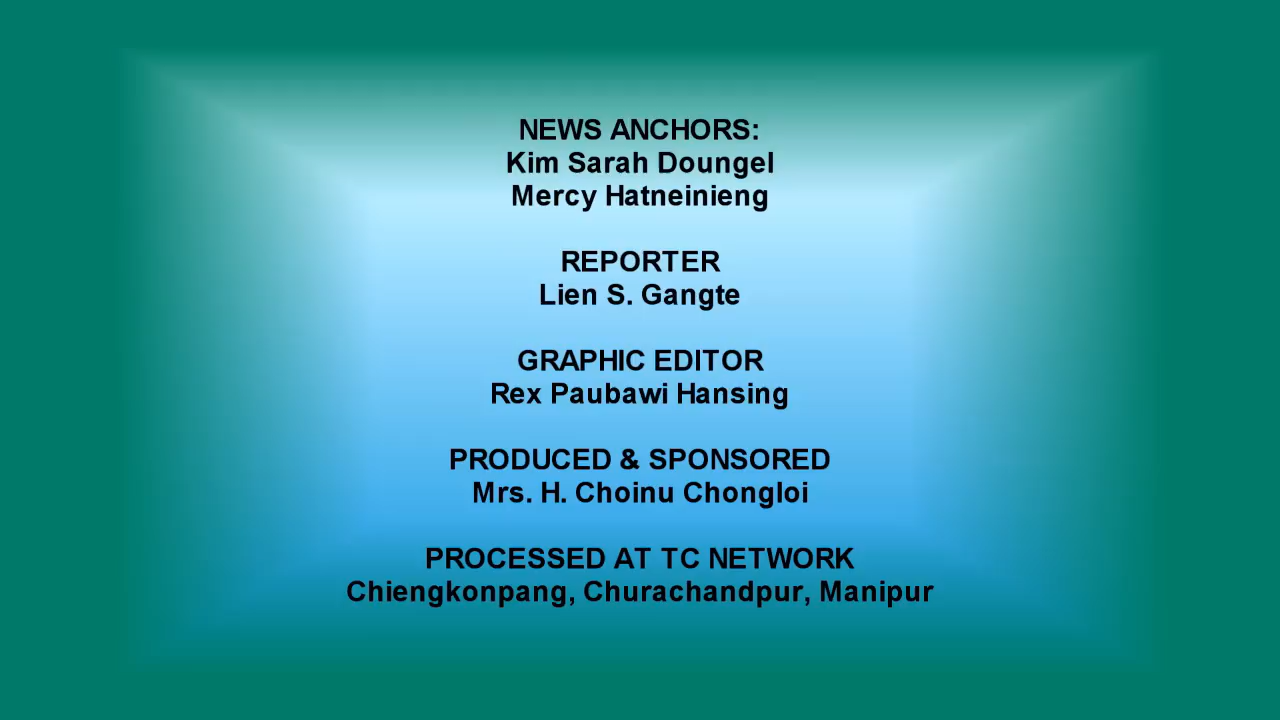 NEWS ANCHORS:
Kim Sarah Doungel
Mercy Hatneinieng
REPORTER
Lien S. Gangte
GRAPHIC EDITOR
Rex Paubawi Hansing
PRODUCED & SPONSORED
Mrs. H. Choinu Chongloi
PROCESSED AT TC NETWORK
Chiengkonpang, Churachandpur, Manipur